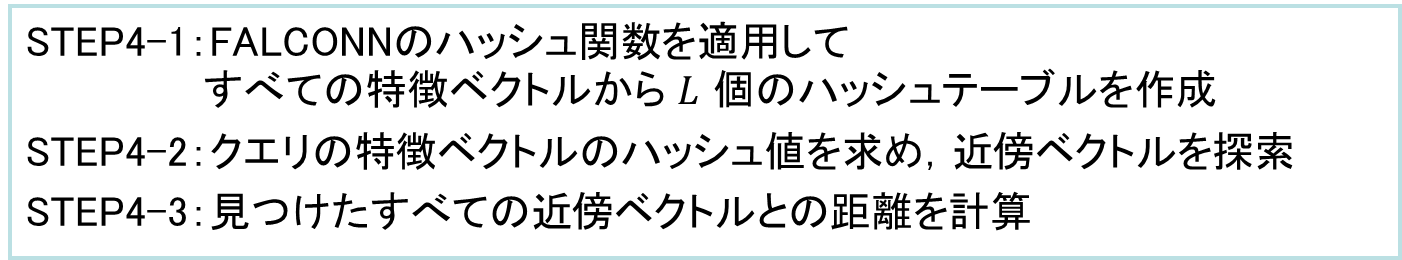 STEP4-1:FALCONNのハッシュ関数を適用して
すべての特徴ベクトルから L 個のハッシュテーブルを作成
STEP4-2:クエリの特徴ベクトルのハッシュ値を求め，近傍ベクトルを探索
STEP4-3:見つけたすべての近傍ベクトルとの距離を計算